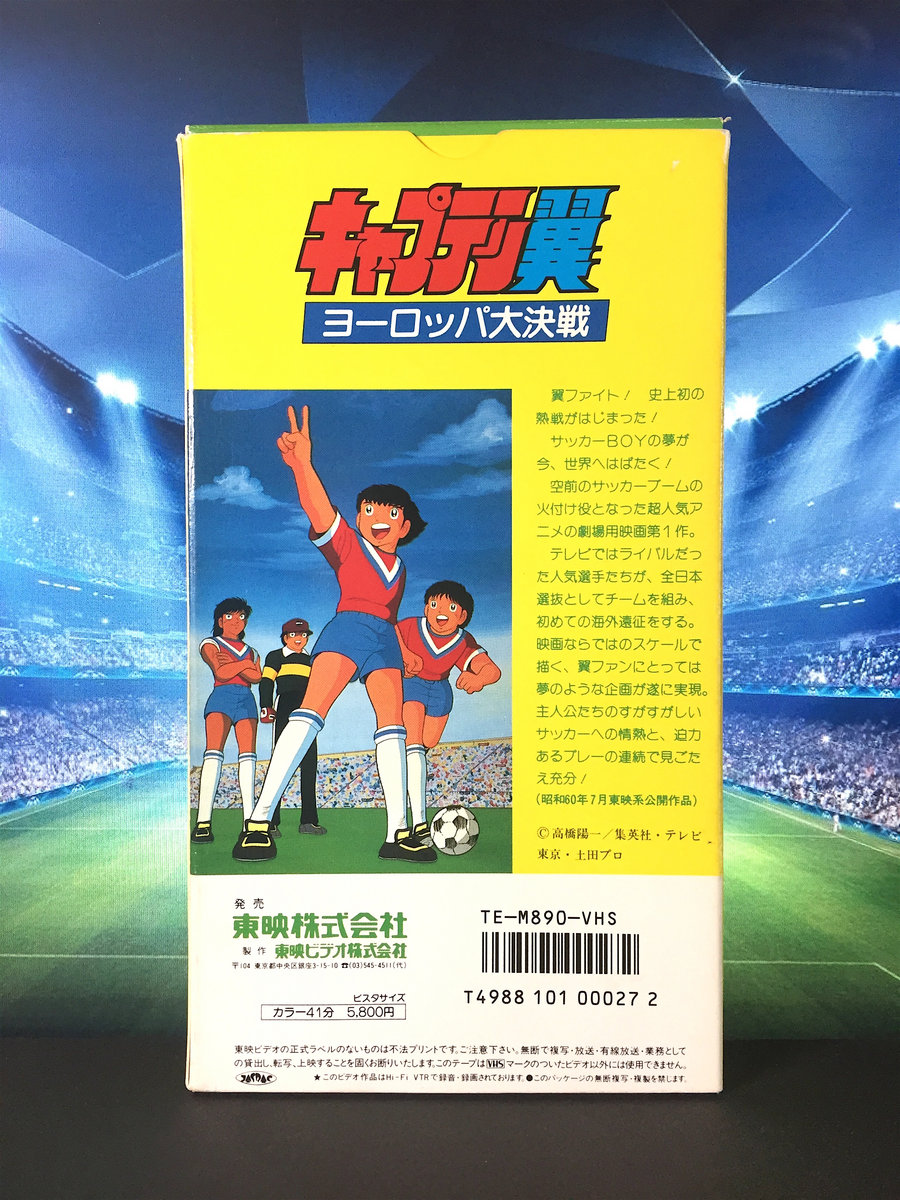 キャプテン翼
ヨーロッパ大決戦
翼ファイト! 史上初の
熱戦がはじまった!
サッカーBOYの夢が
今、世界へはばたく!
空前のサッカーブームの
火付け役となった超人気ア
ニメの劇場用映画第1作。
テレビではライバルだっ
た人気選手たちが、全日本
選抜としてチームを組み、
初めての海外遠征をする。
映画ならではのスケールで
描く、翼ファンにとっては
夢のような企画が遂に実現。
主人公たちのすがすがしい
サッカーへの情熱と、迫力
あるプレーの連続で見ごた
え充分!
(昭和60年7月東映系公開作品)
©高橋陽一/集英社・テレビ
東京・土田プロ
発売
東映株式会社
製作 東映ビデオ株式会社
〒104 東京都中央区銀座3-15-10 ☎(03)545-4511(代)
ビスタサイズ
カラー41分 5,800円
TE-M890-VHS
T4988 101 00027 2
東映ビデオの正式ラベルのないものは不法プリントです。ご注意下さい。無断で複写・放送・有線放送・業務として
の貸出し、転写、上映することを固くお断りいたします。このテープはVHSマークのついたビデオ以外には使用できません。
★このビデオ作品はHi-Fi VTRで録音・録画されております。●このパッケージの無断複写・複製を禁じます。